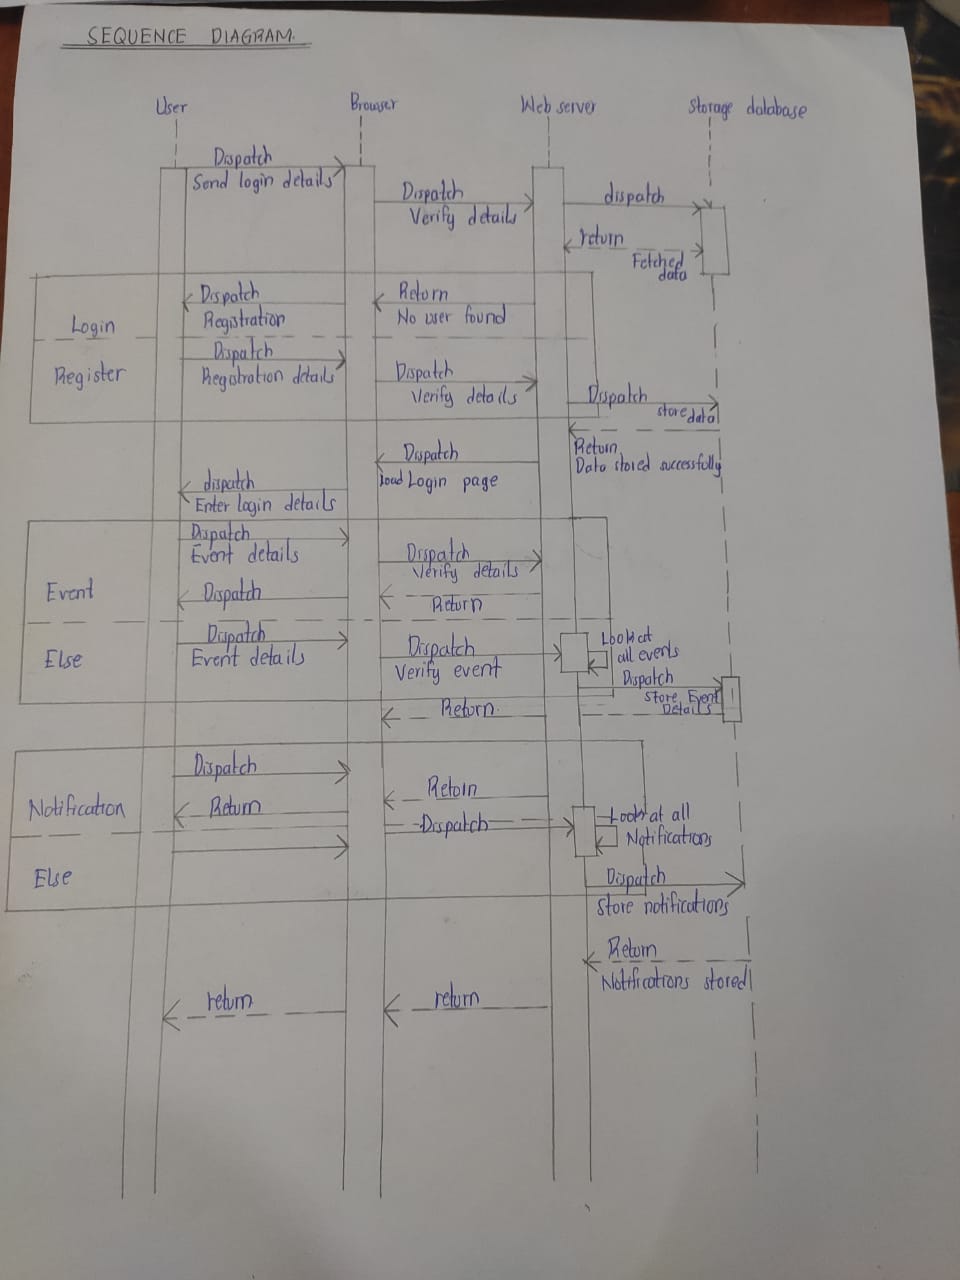 SEQUENCE DIAGRAM.
User
Browser
Web server
Storage database
Dispatch
Send login details
Dispatch
Verify details
dispatch
return
Fetched
data
Login
Register
Dispatch
Registration
Return
No user found
Dispatch
Registration details
Dispatch
Verify details
Dispatch
store data
Return
Data stored successfully
Dispatch
load Login page
dispatch
Enter login details
Event
Else
Dispatch
Event details
Dispatch
Verify details
Dispatch
Return
Dispatch
Event details
Dispatch
Verify event
Look at
all events
Dispatch
Store Event
Details
Return
Notification
Else
Dispatch
Return
Return
Dispatch
Look at all
Notifications
Dispatch
Store notifications
Return
Notifications stored
return
return